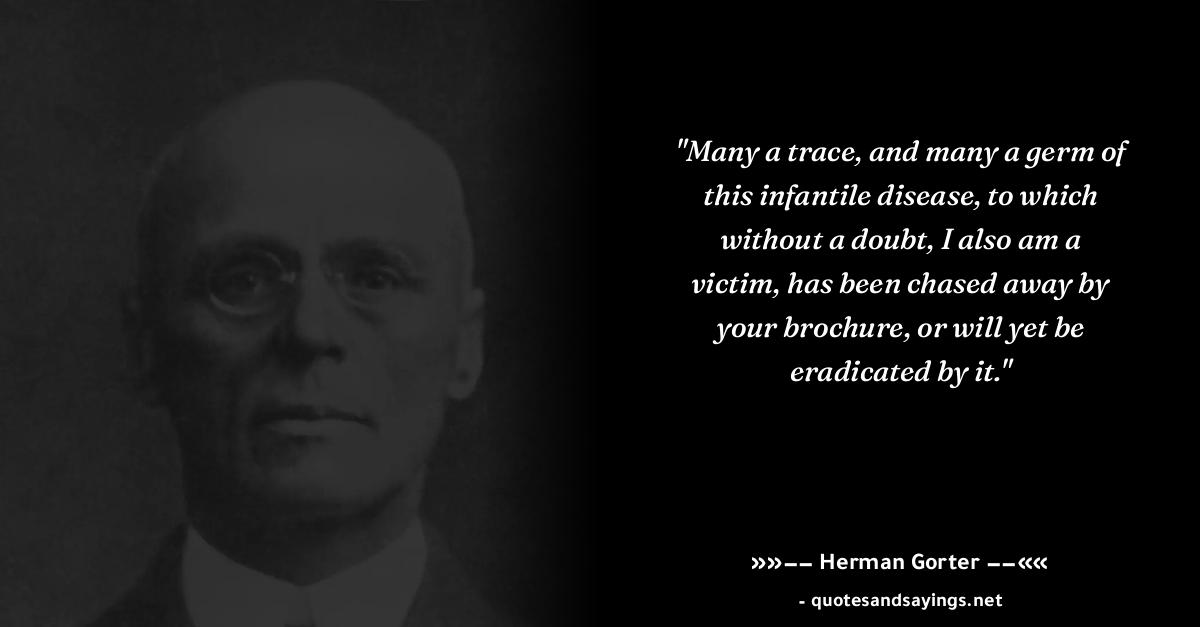 "Many a trace, and many a germ of
this infantile disease, to which
without a doubt, I also am a
victim, has been chased away by
your brochure, or will yet be
eradicated by it."
»»−− Herman Gorter −−««
- quotesandsayings.net